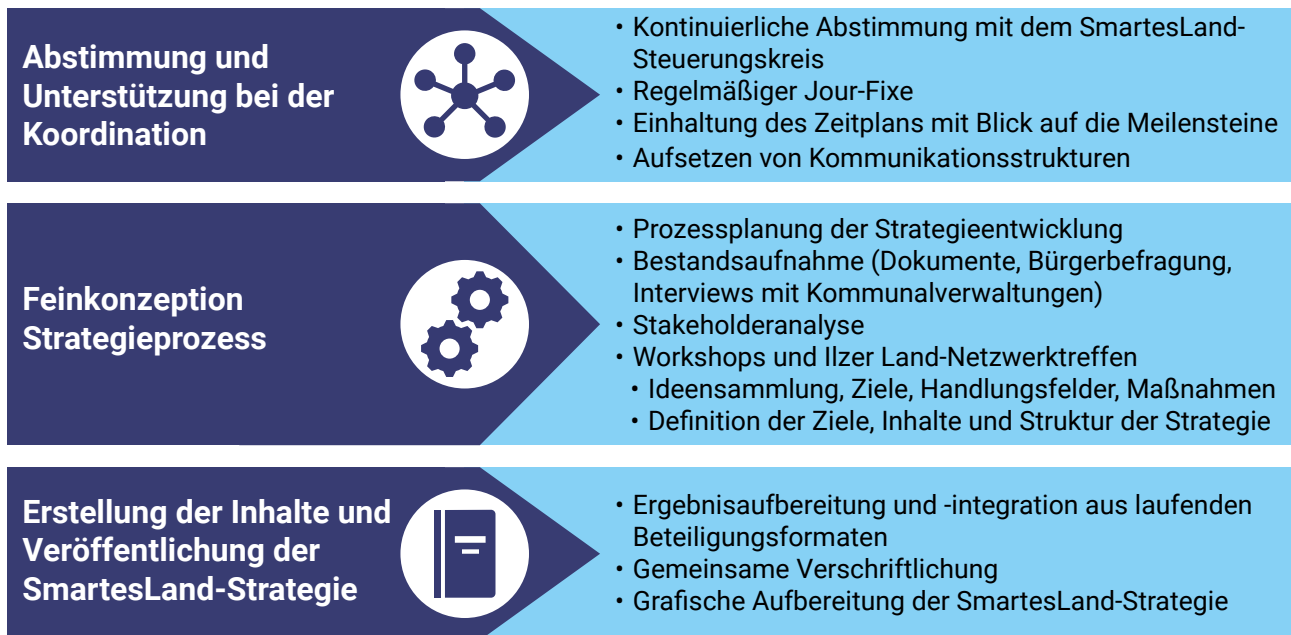 Abstimmung und
Unterstützung bei der
Koordination
• Kontinuierliche Abstimmung mit dem SmartesLand-
Steuerungskreis
• Regelmäßiger Jour-Fixe
• Einhaltung des Zeitplans mit Blick auf die Meilensteine
• Aufsetzen von Kommunikationsstrukturen
Feinkonzeption
Strategieprozess
• Prozessplanung der Strategieentwicklung
• Bestandsaufnahme (Dokumente, Bürgerbefragung,
Interviews mit Kommunalverwaltungen)
• Stakeholderanalyse
• Workshops und Ilzer Land-Netzwerktreffen
• Ideensammlung, Ziele, Handlungsfelder, Maßnahmen
• Definition der Ziele, Inhalte und Struktur der Strategie
Erstellung der Inhalte und
Veröffentlichung der
SmartesLand-Strategie
• Ergebnisaufbereitung und -integration aus laufenden
Beteiligungsformaten
• Gemeinsame Verschriftlichung
• Grafische Aufbereitung der SmartesLand-Strategie